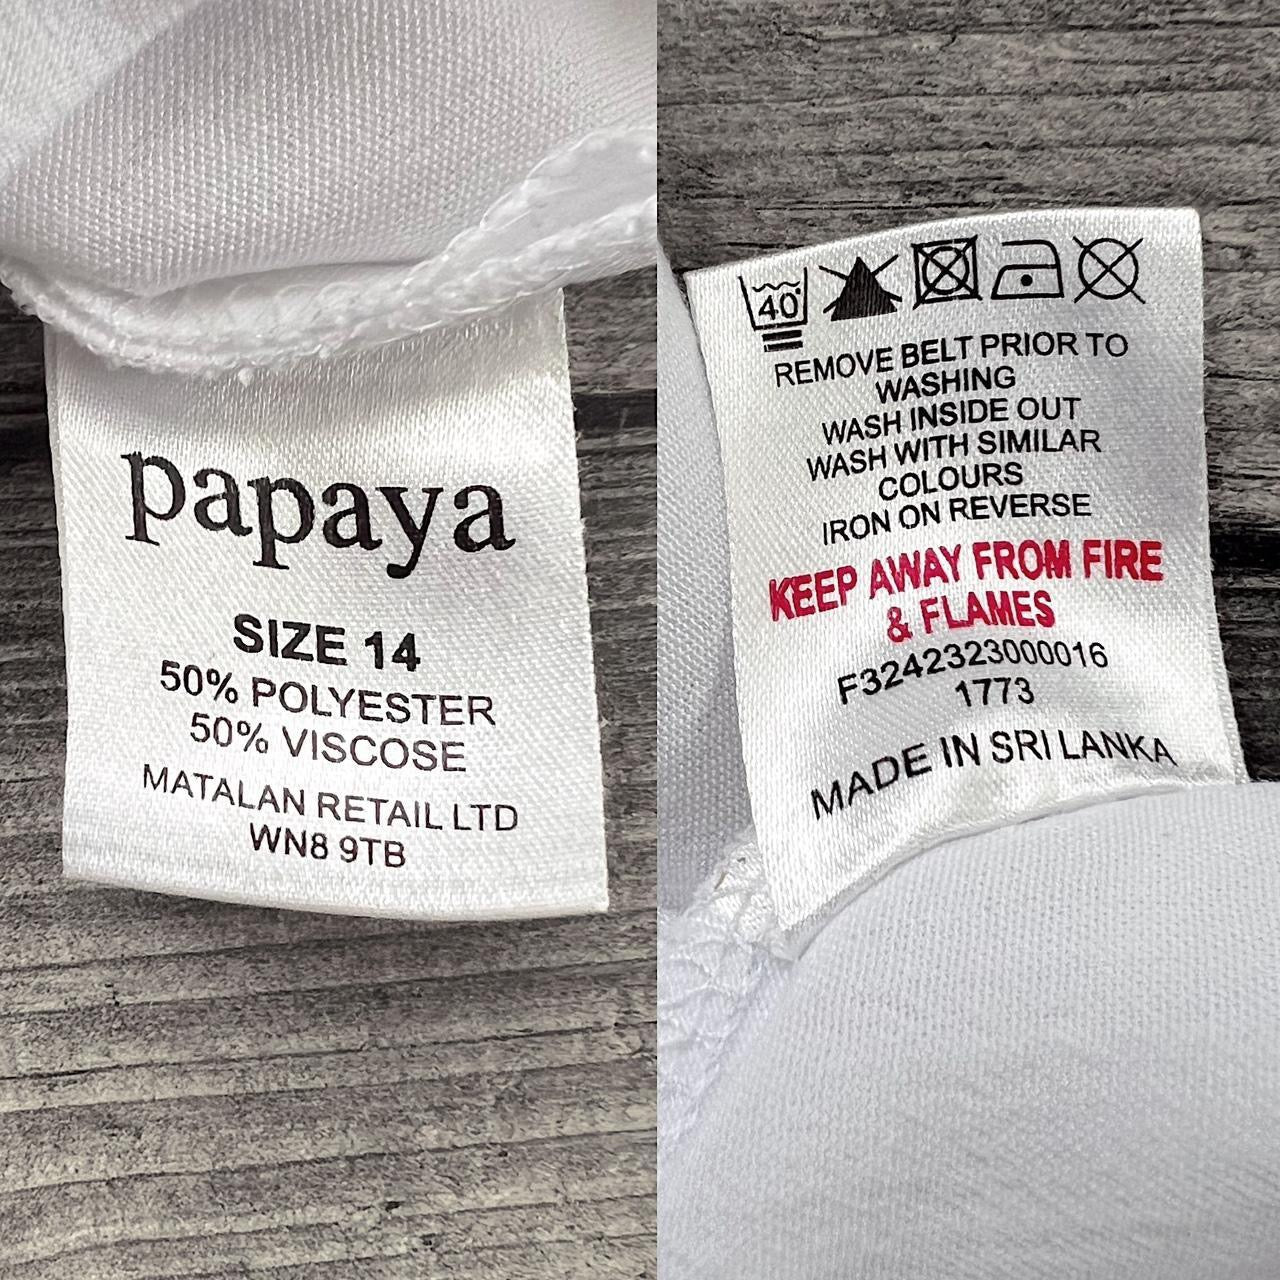 papaya
SIZE 14
50% POLYESTER
50% VISCOSE
MATALAN RETAIL LTD
WN8 9TB
40°
REMOVE BELT PRIOR TO
WASHING
WASH INSIDE OUT
WASH WITH SIMILAR
COLOURS
IRON ON REVERSE
KEEP AWAY FROM FIRE
& FLAMES
F3242323000016
1773
MADE IN SRI LANKA